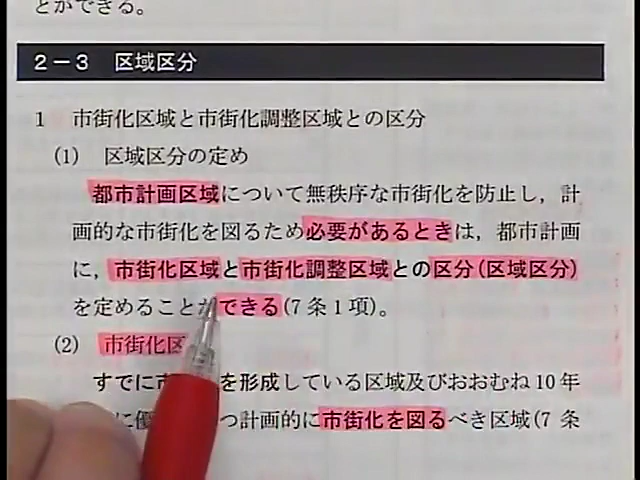 とができる。
2-3 区域区分
1 市街化区域と市街化調整区域との区分
(1) 区域区分の定め
都市計画区域について無秩序な市街化を防止し，計
画的な市街化を図るため必要があるときは，都市計画
に，市街化区域と市街化調整区域との区分(区域区分)
を定めることができる(7条1項)。
(2) 市街化区
すでに市 を形成している区域及びおおむね10年
に優 つ計画的に市街化を図るべき区域(7条